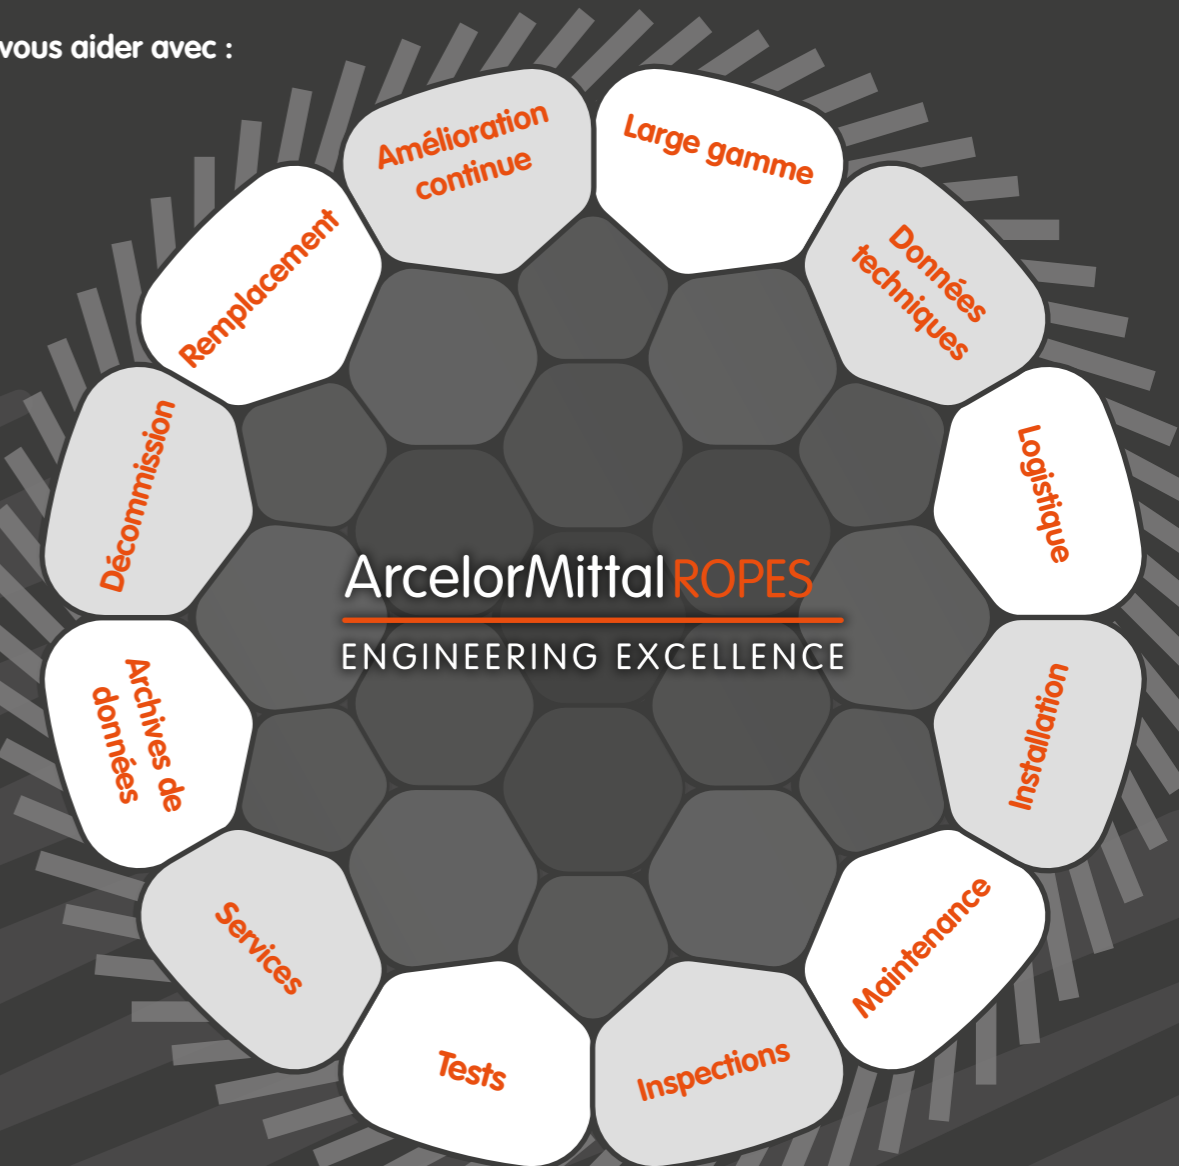 vous aider avec :
Amélioration
continue
Large gamme
Données
techniques
Logistique
Installation
Maintenance
Inspections
Tests
Services
Archives de
données
Décommission
Remplacement
ArcelorMittal ROPES
ENGINEERING EXCELLENCE